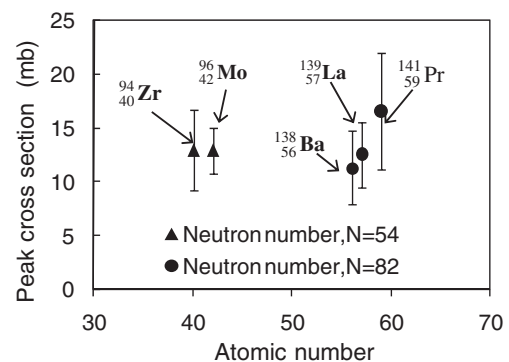 25
20
15
10
5
0
Peak cross section (mb)
94 40 Zr
96 42 Mo
139 57 La
141 59 Pr
138 56 Ba
▲ Neutron number,N=54
● Neutron number,N=82
30 40 50 60 70
Atomic number